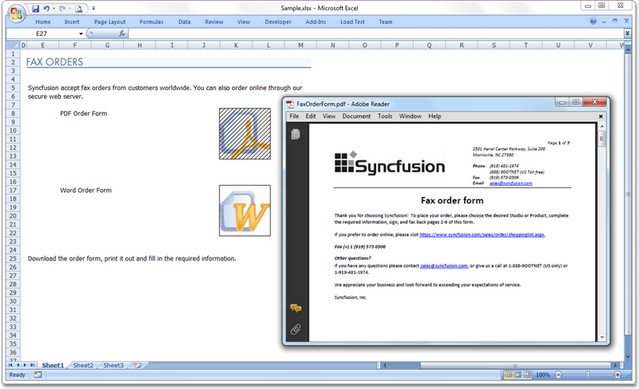 Sample.xlsx - Microsoft Excel
Home Insert Page Layout Formulas Data Review View Developer Add-Ins Load Test Team
E27 fx
D E F G H I J K L M N O P Q R S T U V W
1
2 FAX ORDERS
3
4
5 Syncfusion accept fax orders from customers worldwide. You can also order online through our
6 secure web server.
7
8 PDF Order Form
9
10
11
12
13
14
15
16
17 Word Order Form
W
18
19
20
21
22
23
24
25 Download the order form, print it out and fill in the required information.
26
27
28
29
30
31
32
33
34
35
36
37
FaxOrderForm.pdf - Adobe Reader
File Edit View Document Tools Window Help
Page 1 of 7
2501 Aerial Center Parkway, Suite 200
Morrisville, NC 27560
Syncfusion
Phone (919) 481-1974
(888) 9DOTNET (US Toll free)
Fax (919) 573-0306
Email sales@syncfusion.com
Fax order form
Thank you for choosing Syncfusion! To place your order, please choose the desired Studio or Product, complete
the required information, sign, and fax back pages 2-6 of this form.
If you prefer to order online, please visit https://www.syncfusion.com/sales/order/shoppinglist.aspx.
Fax (+) 1 (919) 573 0306
Other questions?
If you have any questions please contact sales@syncfusion.com, or give us a call at 1-888-9DOTNET (US only) or
1-919-481-1974.
We appreciate your business and look forward to exceeding your expectations of service.
Syncfusion, Inc.
Sheet1 Sheet2 Sheet3
Ready 100%